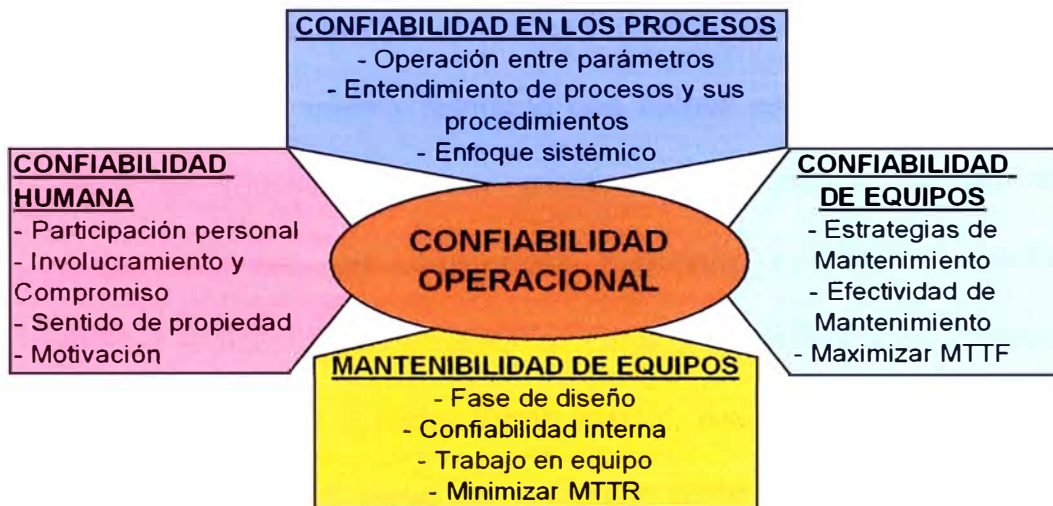 CONFIABILIDAD EN LOS PROCESOS
- Operación entre parámetros
- Entendimiento de procesos y sus
procedimientos
- Enfoque sistémico
CONFIABILIDAD
HUMANA
- Participación personal
- Involucramiento y
Compromiso
- Sentido de propiedad
- Motivación
CONFIABILIDAD
OPERACIONAL
CONFIABILIDAD
DE EQUIPOS
- Estrategias de
Mantenimiento
- Efectividad de
Mantenimiento
- Maximizar MTTF
MANTENIBILIDAD DE EQUIPOS
- Fase de diseño
- Confiabilidad interna
- Trabajo en equipo
- Minimizar MTTR